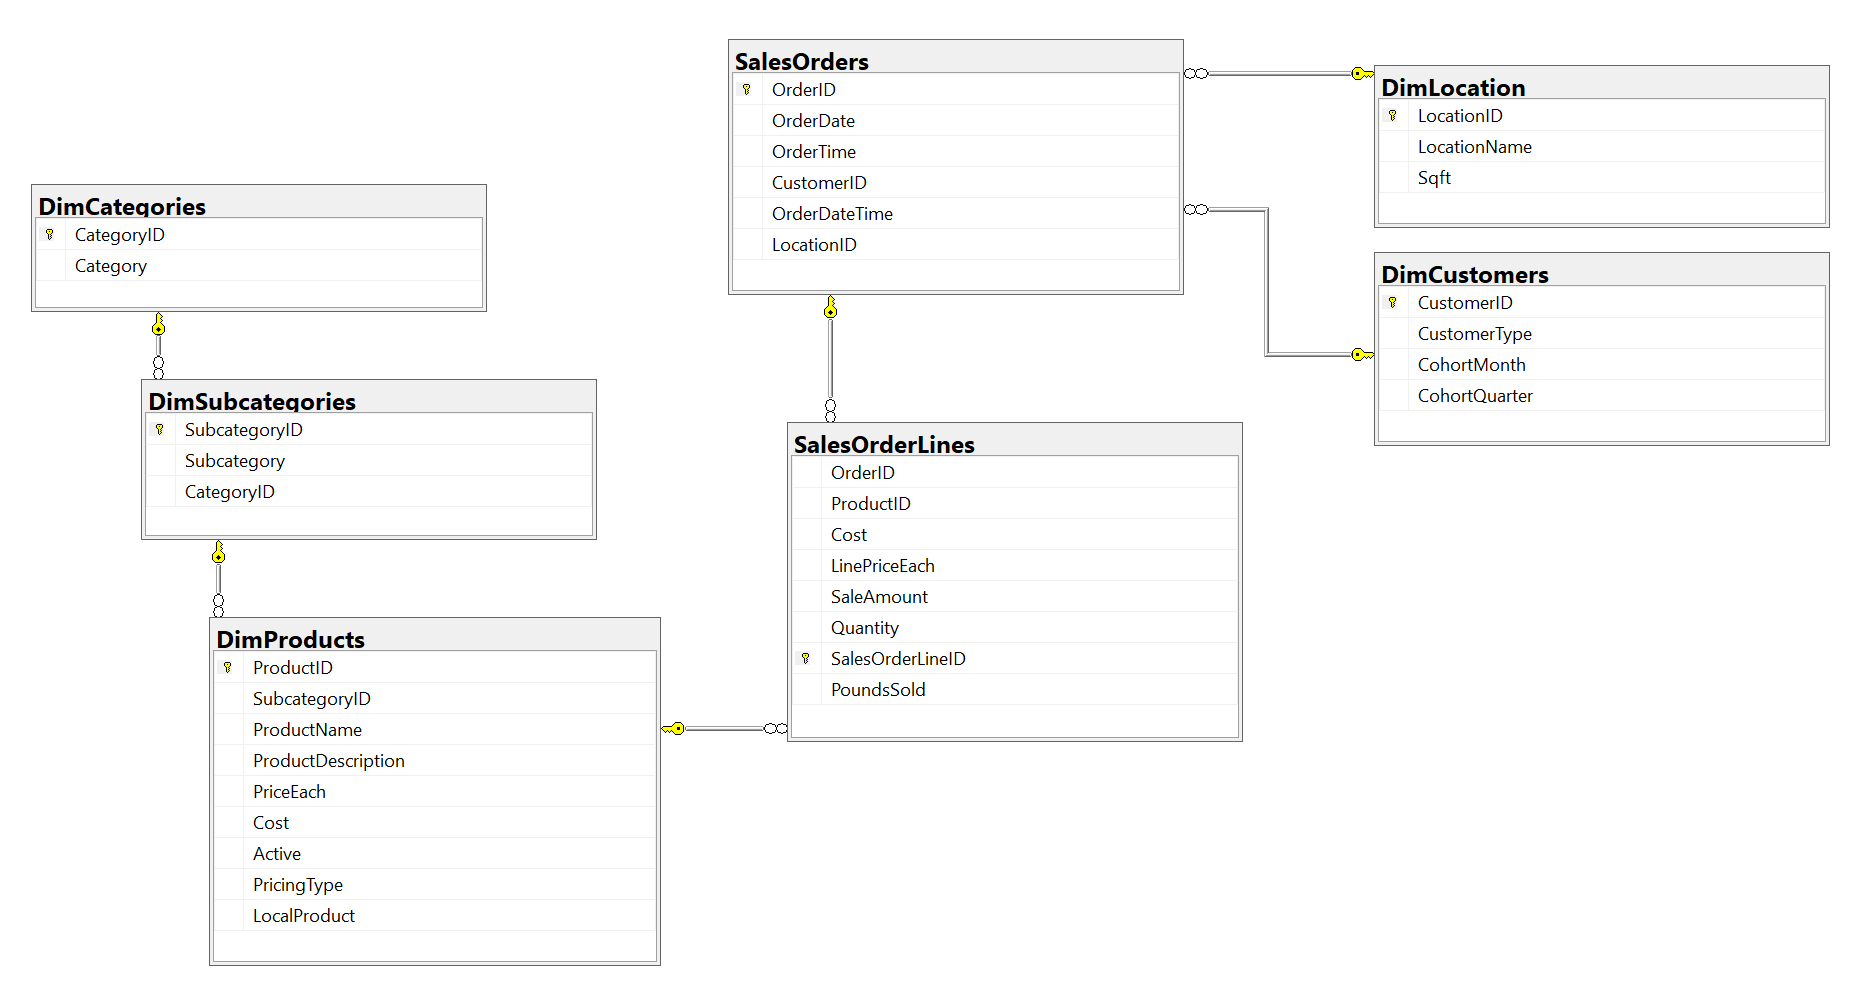 SalesOrders
OrderID
OrderDate
OrderTime
CustomerID
OrderDateTime
LocationID
DimLocation
LocationID
LocationName
Sqft
DimCategories
CategoryID
Category
DimCustomers
CustomerID
CustomerType
CohortMonth
CohortQuarter
DimSubcategories
SubcategoryID
Subcategory
CategoryID
SalesOrderLines
OrderID
ProductID
Cost
LinePriceEach
SaleAmount
Quantity
SalesOrderLineID
PoundsSold
DimProducts
ProductID
SubcategoryID
ProductName
ProductDescription
PriceEach
Cost
Active
PricingType
LocalProduct